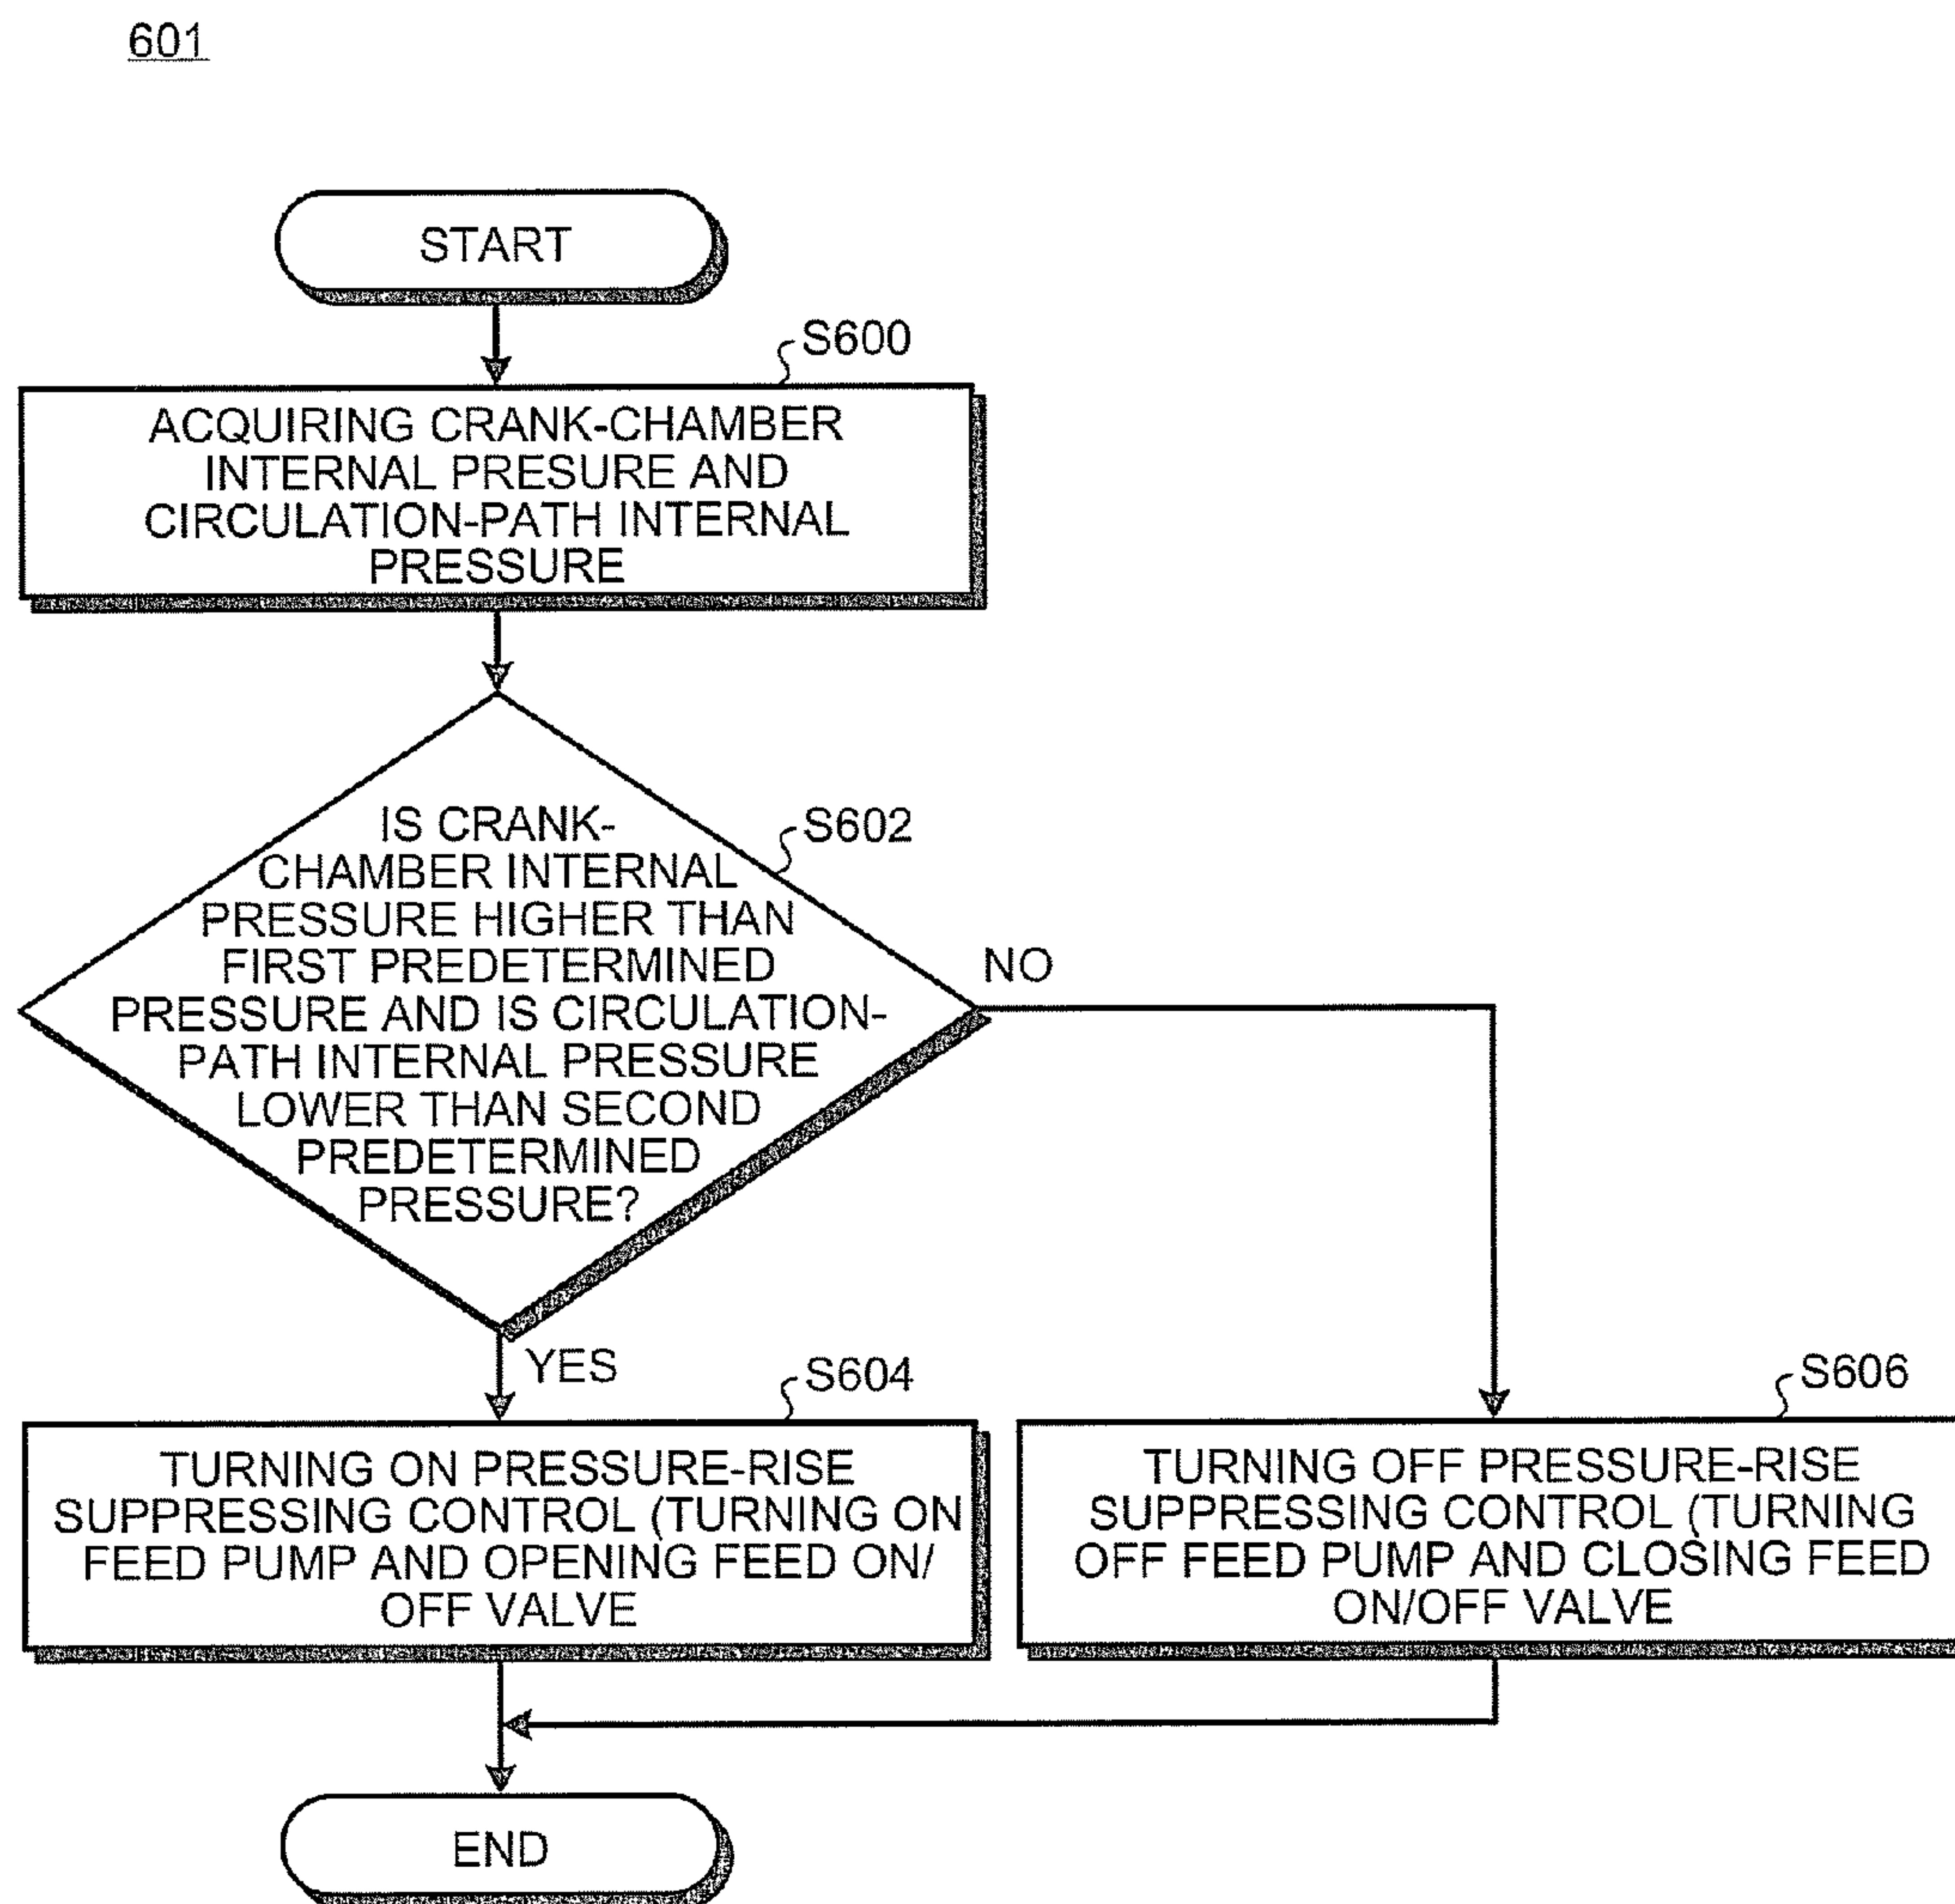 601
START
S600
ACQUIRING CRANK-CHAMBER
INTERNAL PRESURE AND
CIRCULATION-PATH INTERNAL
PRESSURE
S602
IS CRANK-
CHAMBER INTERNAL
PRESSURE HIGHER THAN
FIRST PREDETERMINED
PRESSURE AND IS CIRCULATION-
PATH INTERNAL PRESSURE
LOWER THAN SECOND
PREDETERMINED
PRESSURE?
NO
YES
S604
TURNING ON PRESSURE-RISE
SUPPRESSING CONTROL (TURNING ON
FEED PUMP AND OPENING FEED ON/
OFF VALVE
S606
TURNING OFF PRESSURE-RISE
SUPPRESSING CONTROL (TURNING
OFF FEED PUMP AND CLOSING FEED
ON/OFF VALVE
END